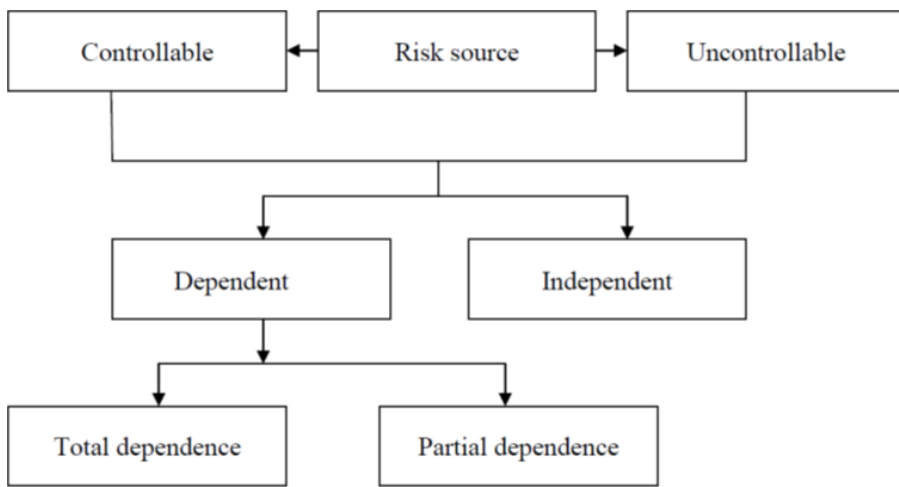 Controllable
Risk source
Uncontrollable
Dependent
Independent
Total dependence
Partial dependence